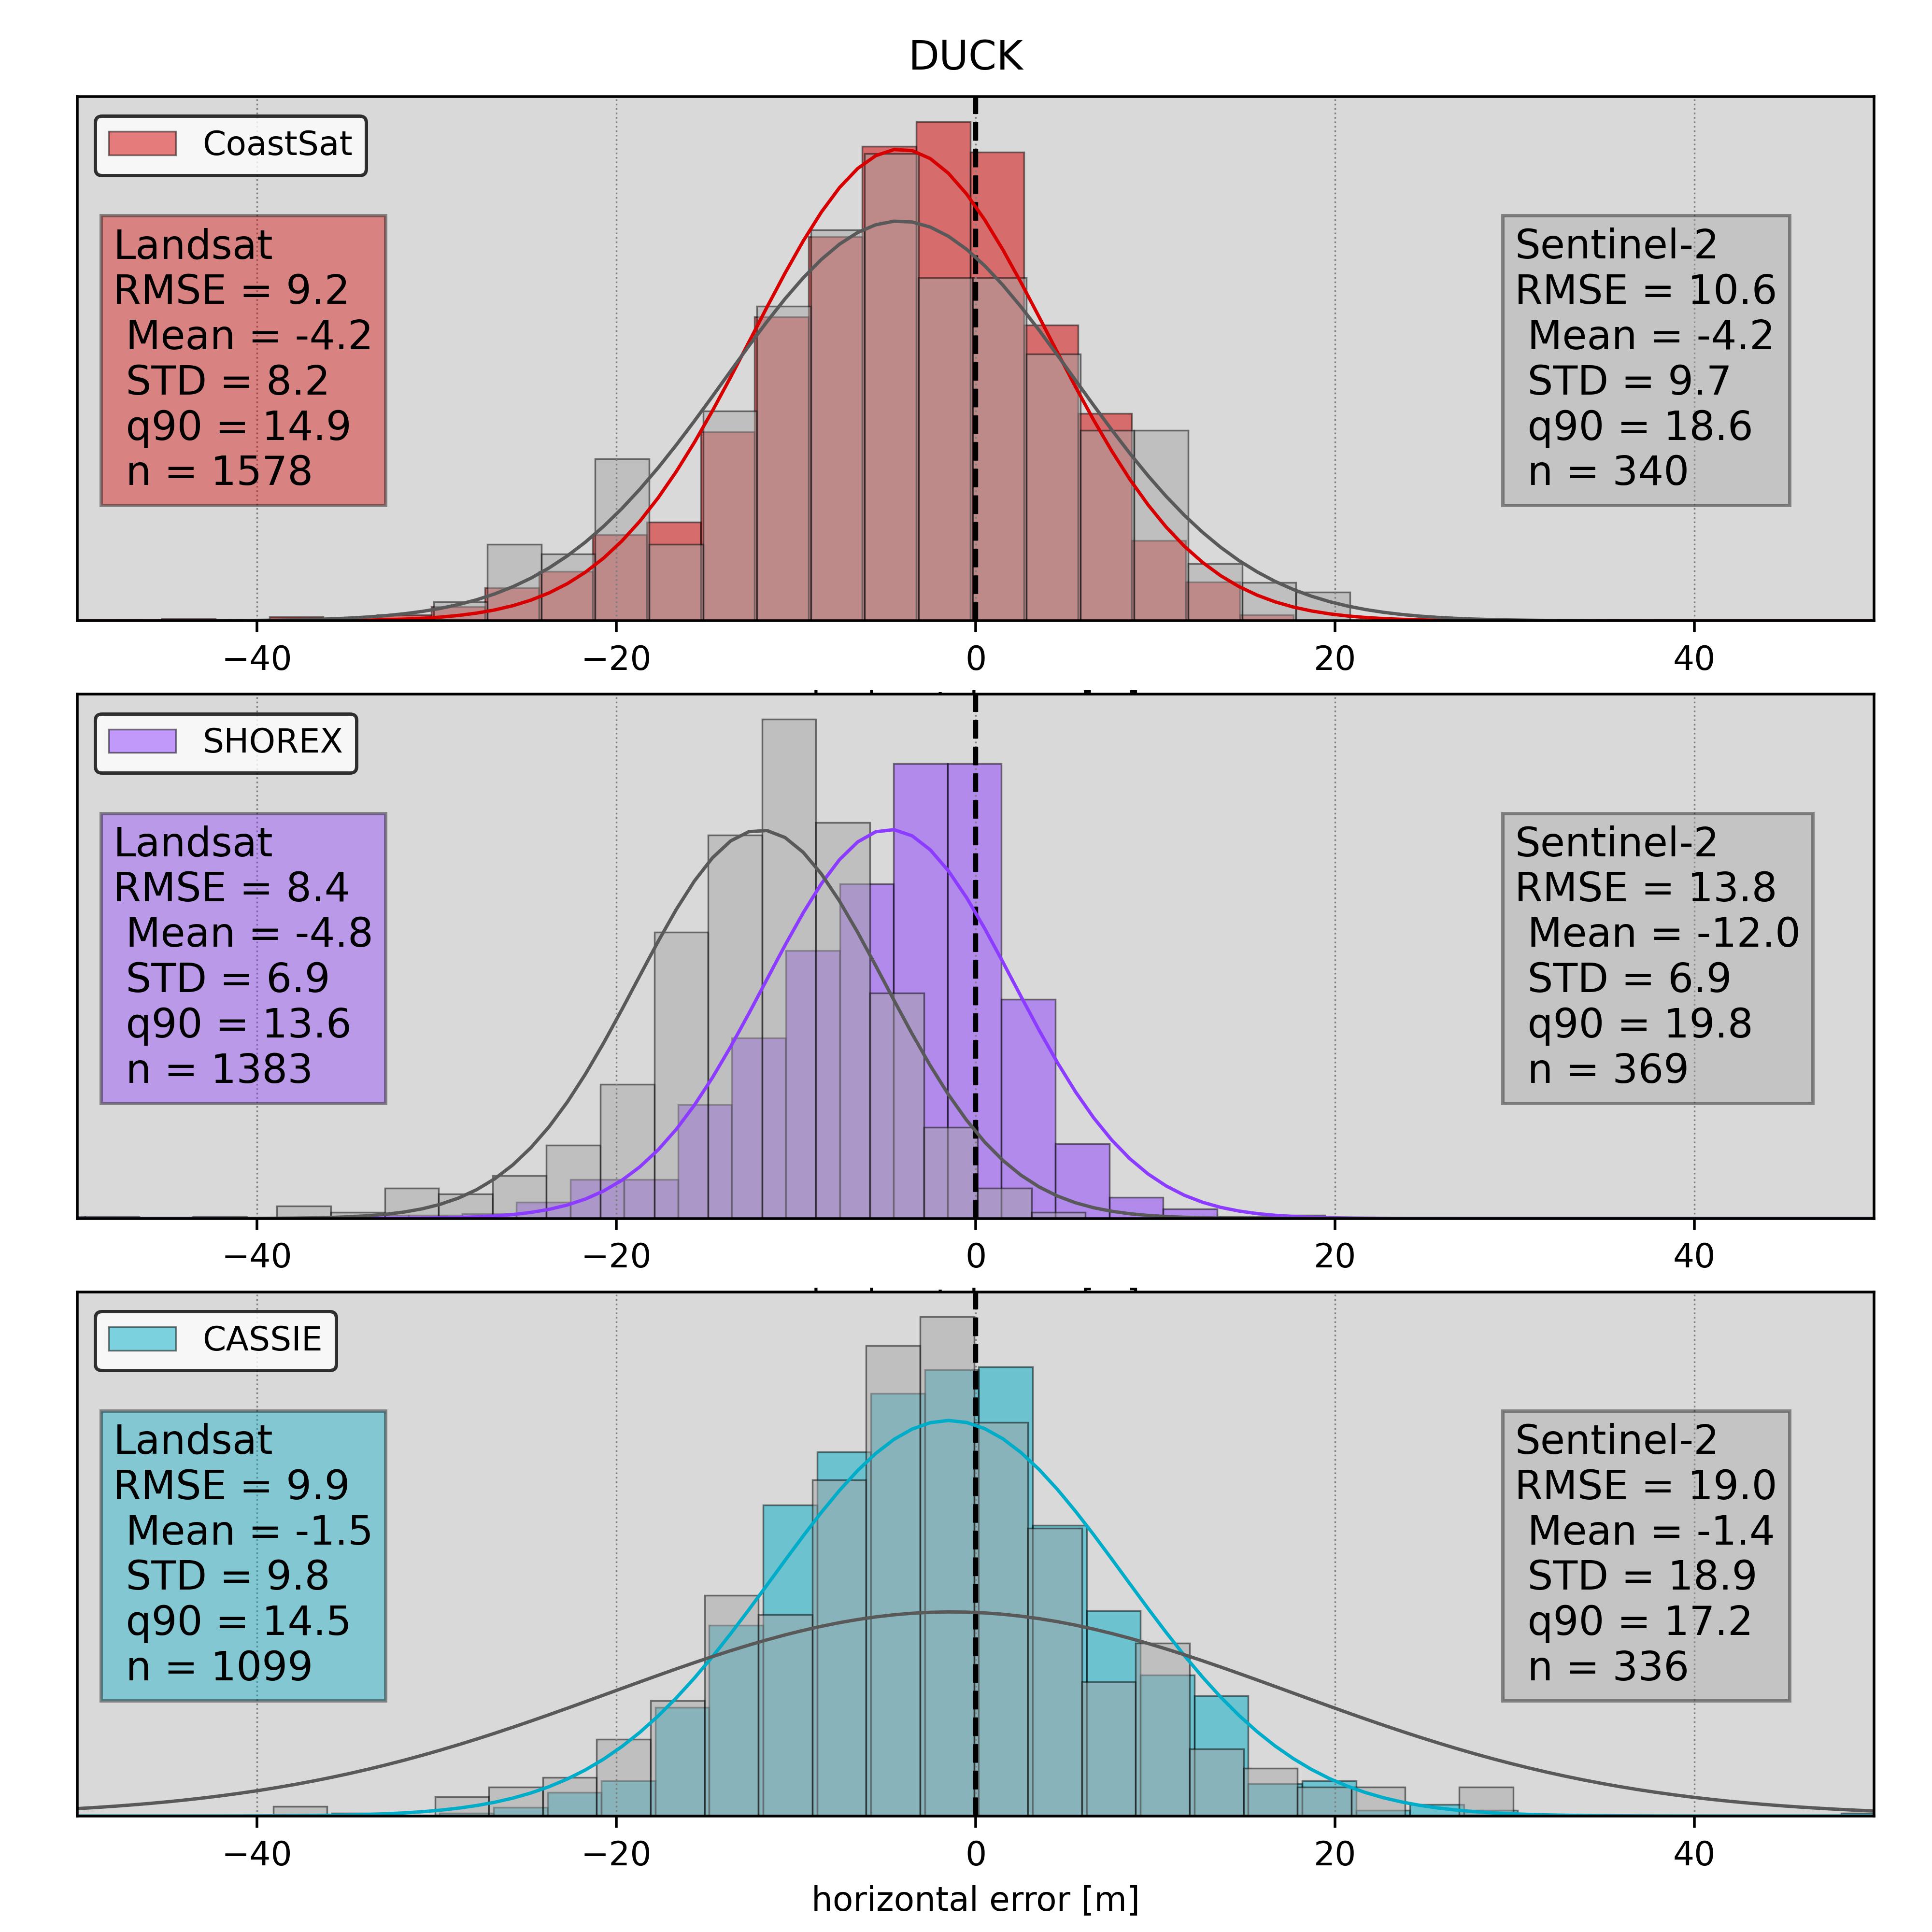 DUCK
CoastSat
Landsat
RMSE = 9.2
Mean = -4.2
STD = 8.2
q90 = 14.9
n = 1578
Sentinel-2
RMSE = 10.6
Mean = -4.2
STD = 9.7
q90 = 18.6
n = 340
−40 −20 0 20 40
SHOREX
Landsat
RMSE = 8.4
Mean = -4.8
STD = 6.9
q90 = 13.6
n = 1383
Sentinel-2
RMSE = 13.8
Mean = -12.0
STD = 6.9
q90 = 19.8
n = 369
−40 −20 0 20 40
CASSIE
Landsat
RMSE = 9.9
Mean = -1.5
STD = 9.8
q90 = 14.5
n = 1099
Sentinel-2
RMSE = 19.0
Mean = -1.4
STD = 18.9
q90 = 17.2
n = 336
−40 −20 0 20 40
horizontal error [m]